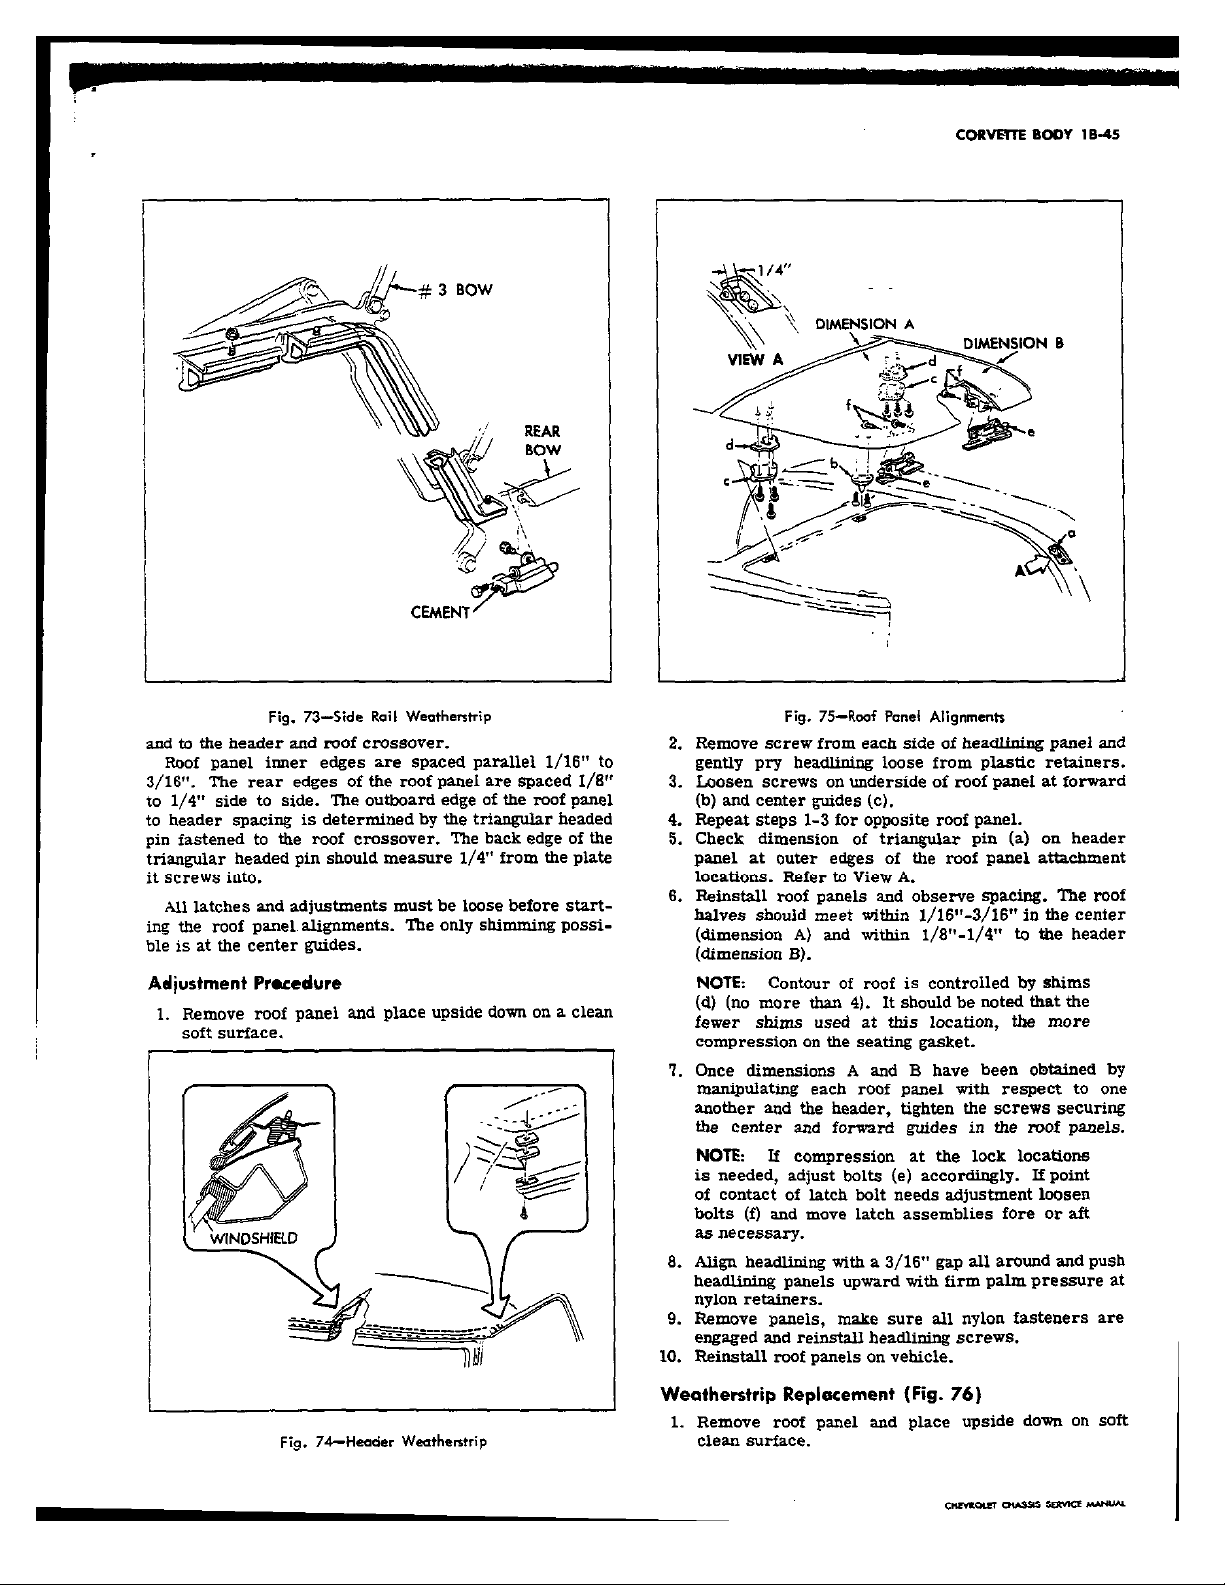 CORVETTE BODY 1B-45
# 3 BOW
REAR
BOW
CEMENT
Fig. 73—Side Rail Weatherstrip
and to the header and roof crossover.
Roof panel inner edges are spaced parallel 1/16" to
3/16". The rear edges of the roof panel are spaced 1/8"
to 1/4" side to side. The outboard edge of the roof panel
to header spacing is determined by the triangular headed
pin fastened to the roof crossover. The back edge of the
triangular headed pin should measure 1/4" from the plate
it screws into.
All latches and adjustments must be loose before start-
ing the roof panel alignments. The only shimming possi-
ble is at the center guides.
Adjustment Procedure
1. Remove roof panel and place upside down on a clean
soft surface.
WINDSHIELD
Fig. 74—Header Weatherstrip
1/4"
VIEW A
DIMENSION A
DIMENSION B
d
c
f
f
e
d
c
b
e
a
A
Fig. 75—Roof Panel Alignments
2. Remove screw from each side of headlining panel and
gently pry headlining loose from plastic retainers.
3. Loosen screws on underside of roof panel at forward
(b) and center guides (c).
4. Repeat steps 1-3 for opposite roof panel.
5. Check dimension of triangular pin (a) on header
panel at outer edges of the roof panel attachment
locations. Refer to View A.
6. Reinstall roof panels and observe spacing. The roof
halves should meet within 1/16"-3/16" in the center
(dimension A) and within 1/8"-1/4" to the header
(dimension B).
NOTE: Contour of roof is controlled by shims
(d) (no more than 4). It should be noted that the
fewer shims used at this location, the more
compression on the seating gasket.
7. Once dimensions A and B have been obtained by
manipulating each roof panel with respect to one
another and the header, tighten the screws securing
the center and forward guides in the roof panels.
NOTE: If compression at the lock locations
is needed, adjust bolts (e) accordingly. If point
of contact of latch bolt needs adjustment loosen
bolts (f) and move latch assemblies fore or aft
as necessary.
8. Align headlining with a 3/16" gap all around and push
headlining panels upward with firm palm pressure at
nylon retainers.
9. Remove panels, make sure all nylon fasteners are
engaged and reinstall headlining screws.
10. Reinstall roof panels on vehicle.
Weatherstrip Replacement (Fig. 76)
1. Remove roof panel and place upside down on soft
clean surface.
CHEVROLET CHASSIS SERVICE MANUAL